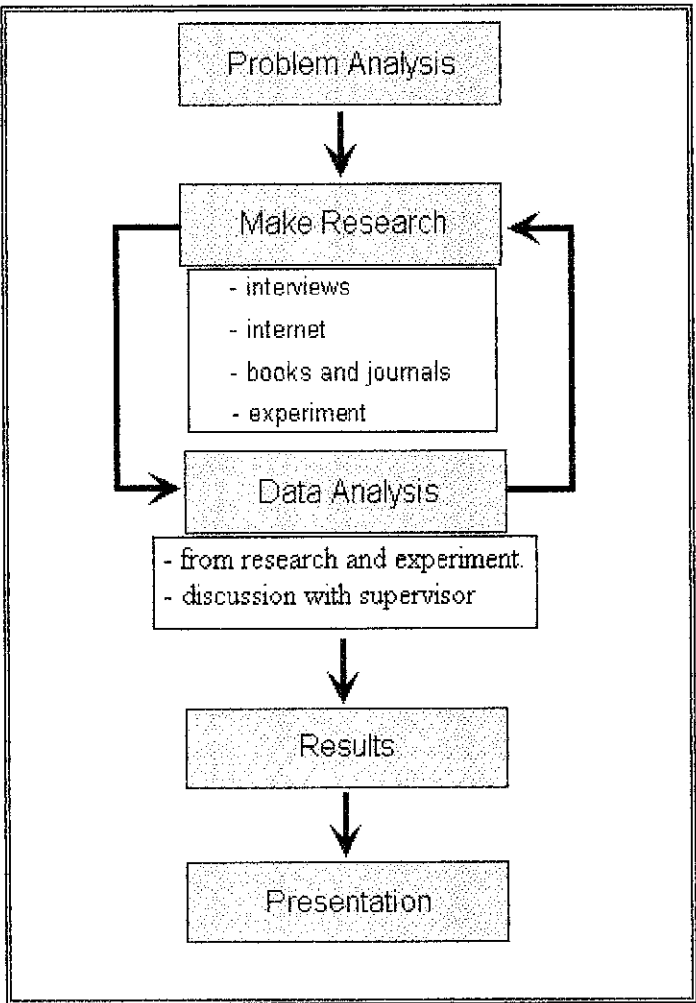 Problem Analysis
Make Research
- interviews
- internet
- books and journals
- experiment
Data Analysis
- from research and experiment.
- discussion with supervisor
Results
Presentation